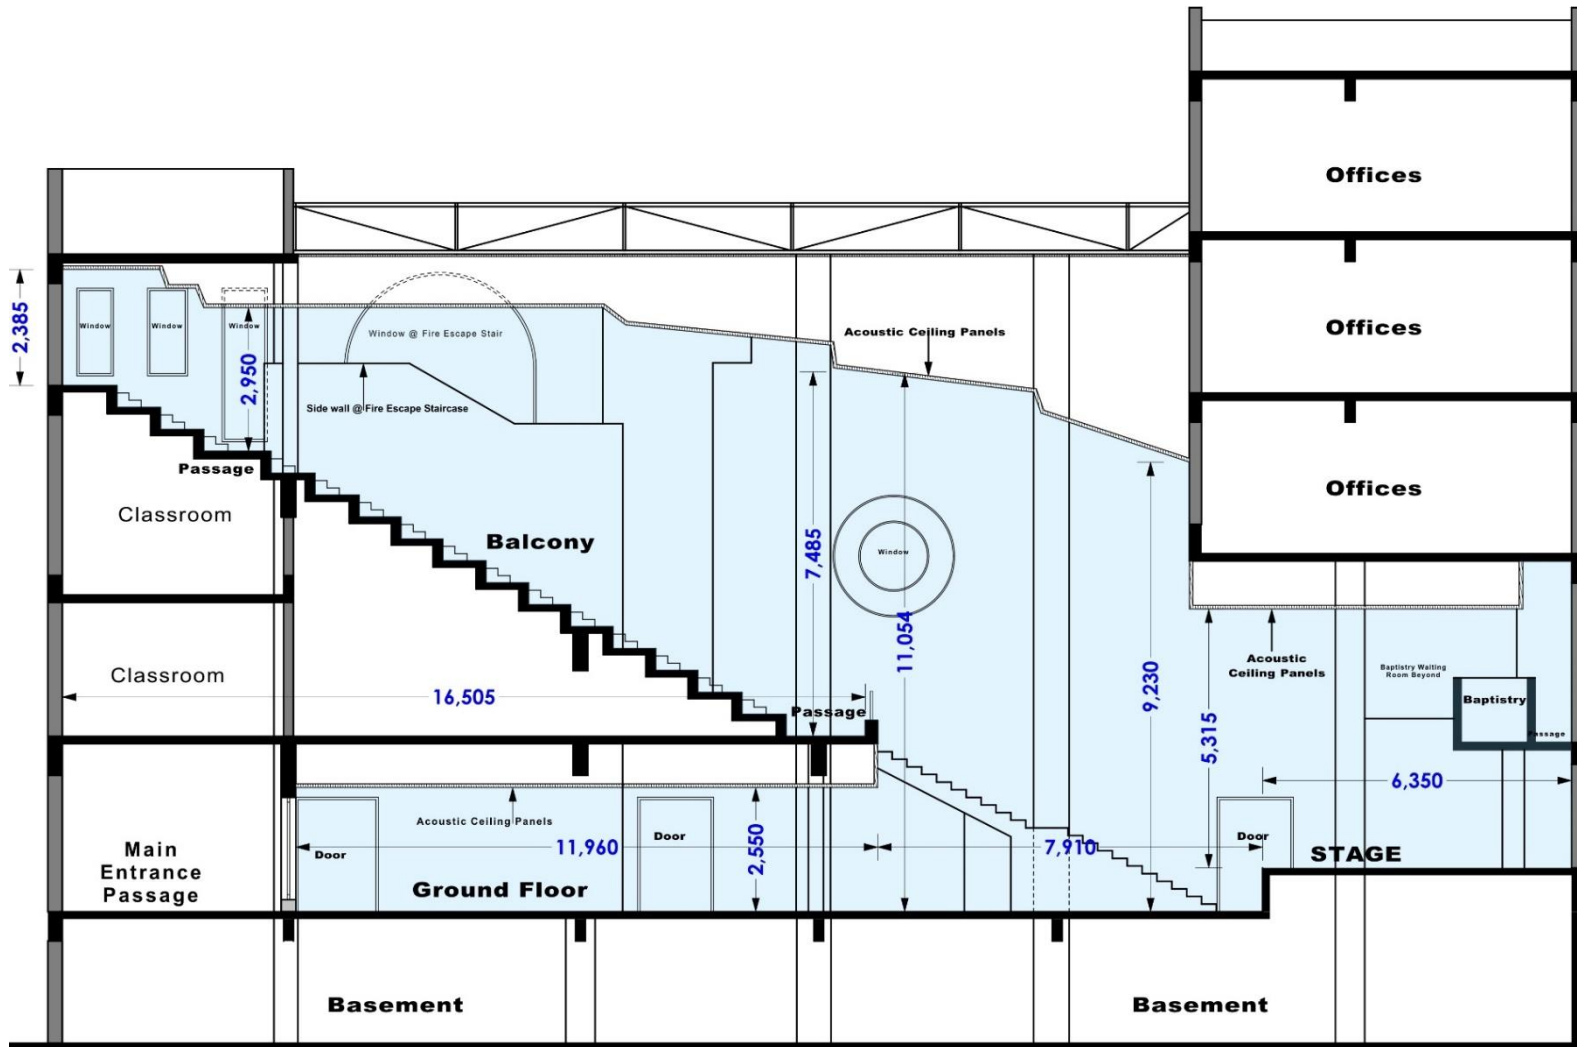 Offices
2,385
Window
Window
Window
Window @ Fire Escape Stair
Acoustic Ceiling Panels
Offices
2,950
Side wall @ Fire Escape Staircase
Passage
Classroom
Balcony
7,485
Window
11,054
9,230
Offices
Classroom
16,505
Passage
Acoustic
Ceiling Panels
5,315
Baptistry Waiting
Room Beyond
Baptistry
Passage
6,350
Main
Entrance
Passage
Acoustic Ceiling Panels
Door
Door
11,960
2,550
7,910
Door
STAGE
Ground Floor
Basement
Basement